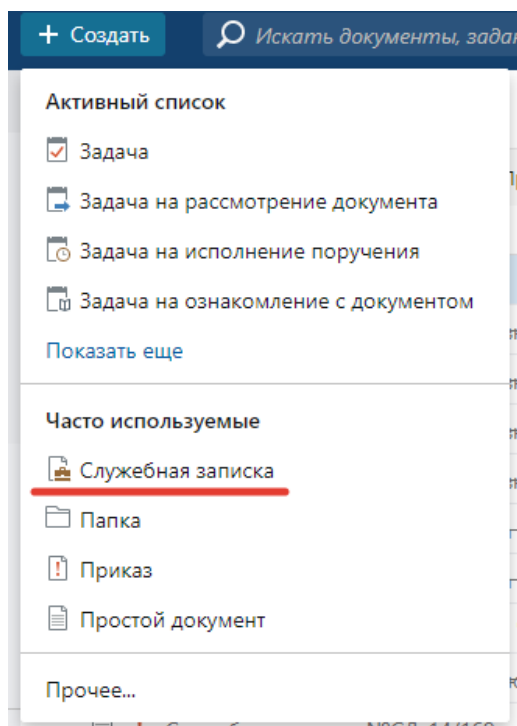 + Создать
Искать документы, зада
Активный список
Задача
Задача на рассмотрение документа
Задача на исполнение поручения
Задача на ознакомление с документом
Показать еще
Часто используемые
Служебная записка
Папка
Приказ
Простой документ
Прочее...